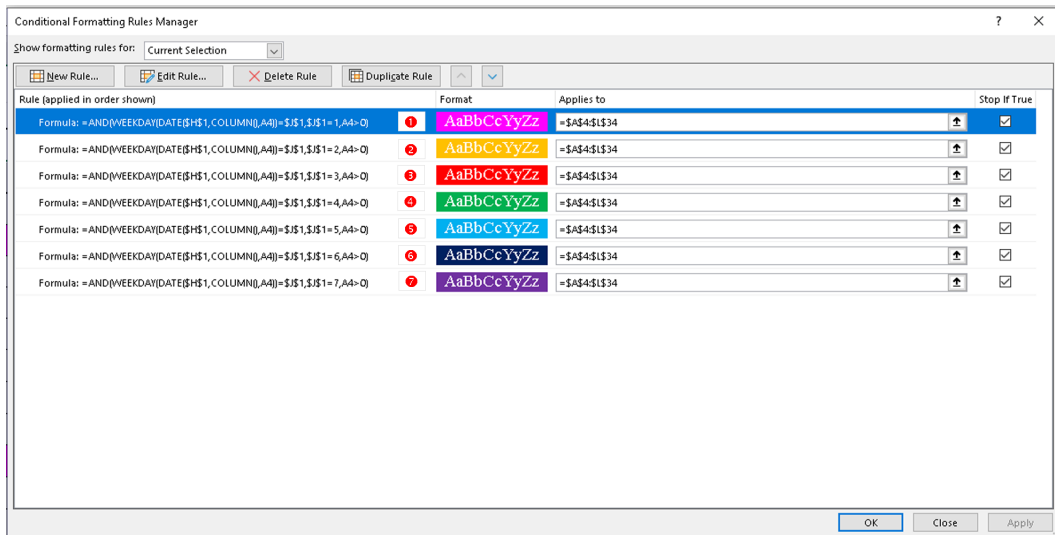 Conditional Formatting Rules Manager ? ×
Show formatting rules for: Current Selection
New Rule... Edit Rule... Delete Rule Duplicate Rule
Rule (applied in order shown) Format Applies to Stop If True
Formula: =AND(WEEKDAY(DATE($H$1,COLUMN(),A4))=$J$1,$J$1=1,A4>0) 1 AaBbCcYyZz =$A$4:$L$34
Formula: =AND(WEEKDAY(DATE($H$1,COLUMN(),A4))=$J$1,$J$1=2,A4>0) 2 AaBbCcYyZz =$A$4:$L$34
Formula: =AND(WEEKDAY(DATE($H$1,COLUMN(),A4))=$J$1,$J$1=3,A4>0) 3 AaBbCcYyZz =$A$4:$L$34
Formula: =AND(WEEKDAY(DATE($H$1,COLUMN(),A4))=$J$1,$J$1=4,A4>0) 4 AaBbCcYyZz =$A$4:$L$34
Formula: =AND(WEEKDAY(DATE($H$1,COLUMN(),A4))=$J$1,$J$1=5,A4>0) 5 AaBbCcYyZz =$A$4:$L$34
Formula: =AND(WEEKDAY(DATE($H$1,COLUMN(),A4))=$J$1,$J$1=6,A4>0) 6 AaBbCcYyZz =$A$4:$L$34
Formula: =AND(WEEKDAY(DATE($H$1,COLUMN(),A4))=$J$1,$J$1=7,A4>0) 7 AaBbCcYyZz =$A$4:$L$34
OK Close Apply